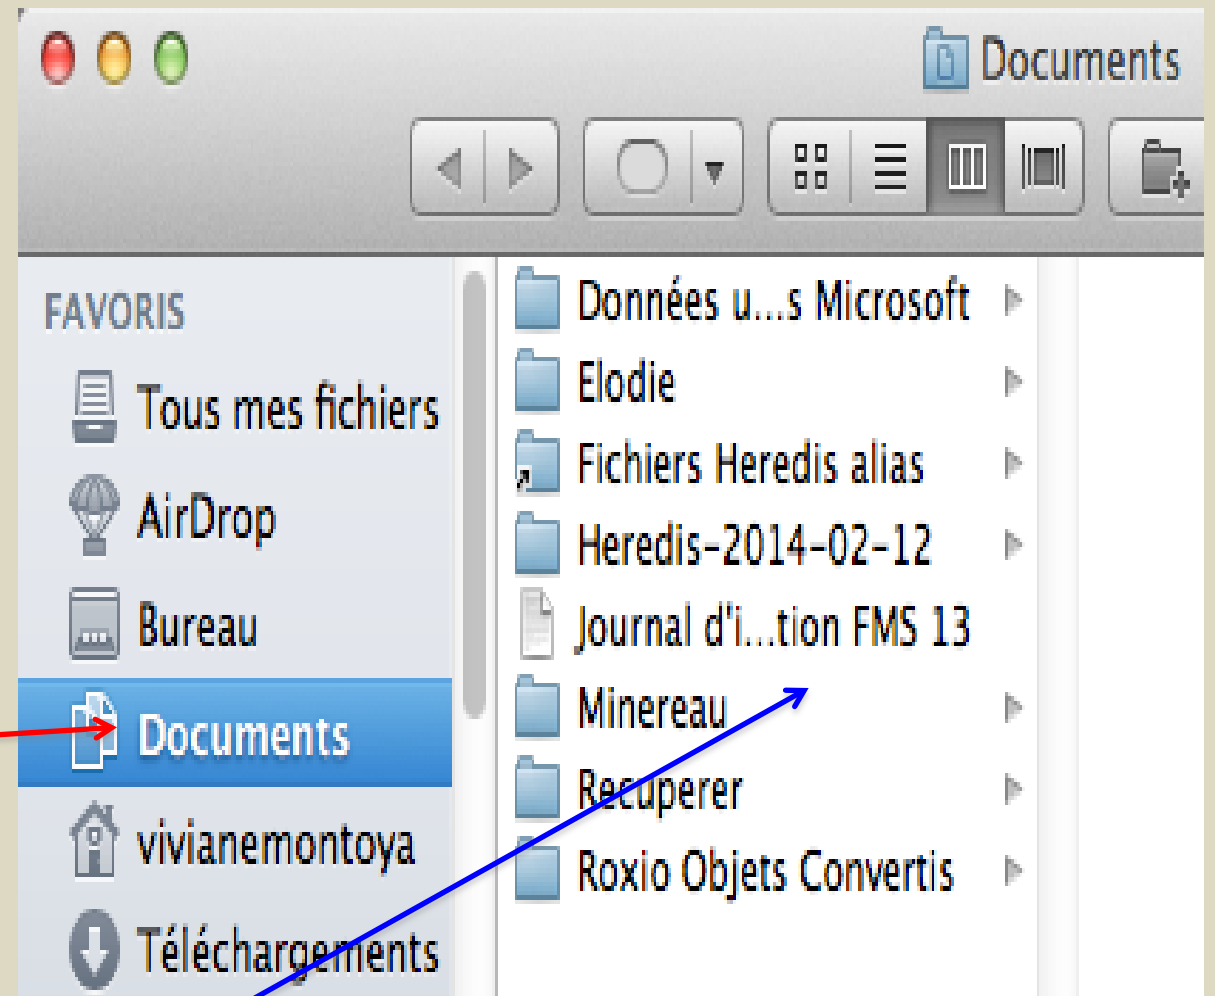 Documents
FAVORIS
Tous mes fichiers
AirDrop
Bureau
Documents
vivianemontoya
Téléchargements
Données u...s Microsoft
Elodie
Fichiers Heredis alias
Heredis-2014-02-12
Journal d'i...tion FMS 13
Minereau
Recuperer
Roxio Objets Convertis